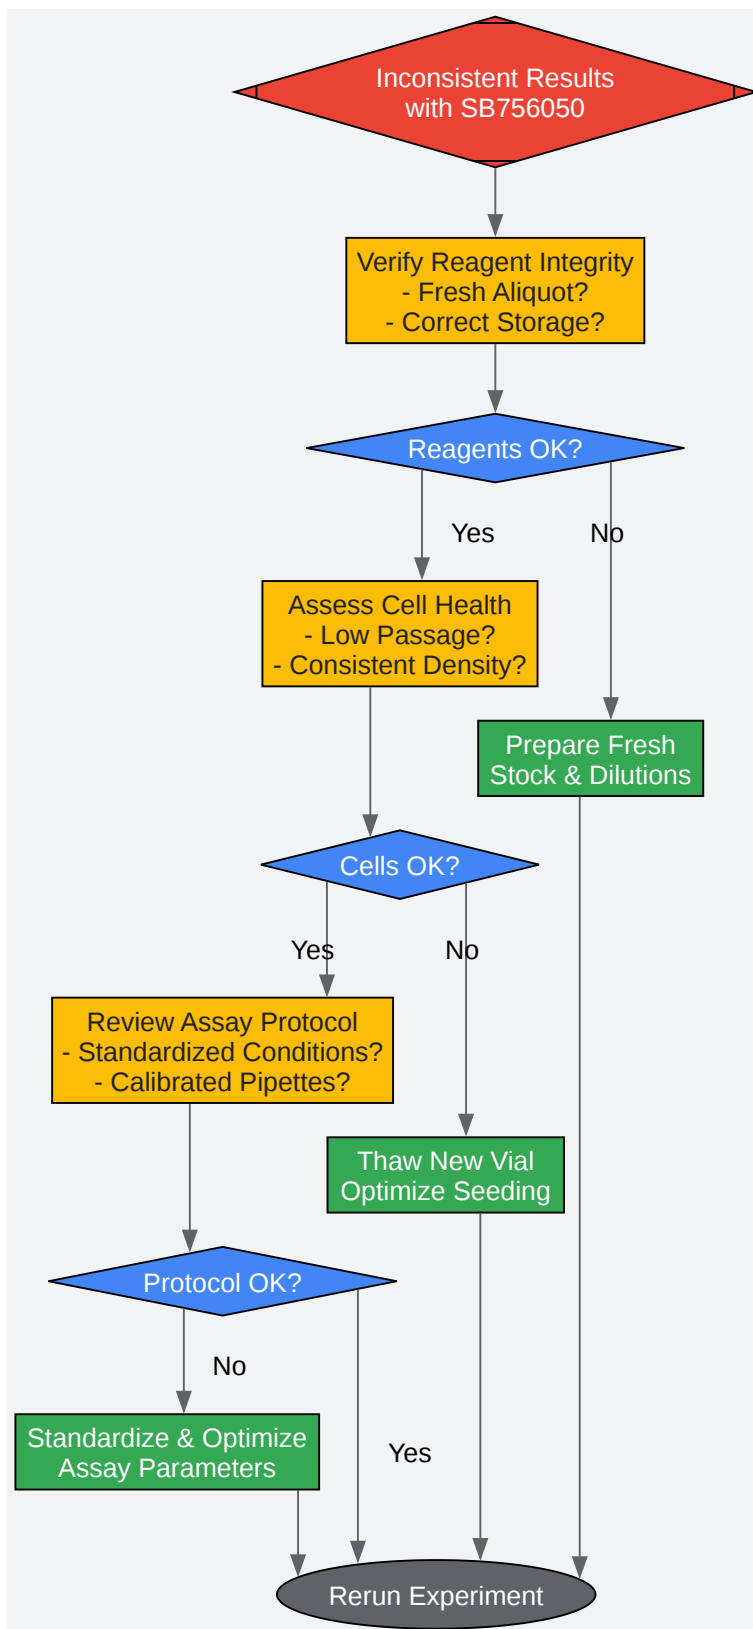 Inconsistent Results
with SB756050
Verify Reagent Integrity
- Fresh Aliquot?
- Correct Storage?
Reagents OK?
Yes
No
Assess Cell Health
- Low Passage?
- Consistent Density?
Prepare Fresh
Stock & Dilutions
Cells OK?
Yes
No
Review Assay Protocol
- Standardized Conditions?
- Calibrated Pipettes?
Thaw New Vial
Optimize Seeding
Protocol OK?
No
Standardize & Optimize
Assay Parameters
Yes
Rerun Experiment